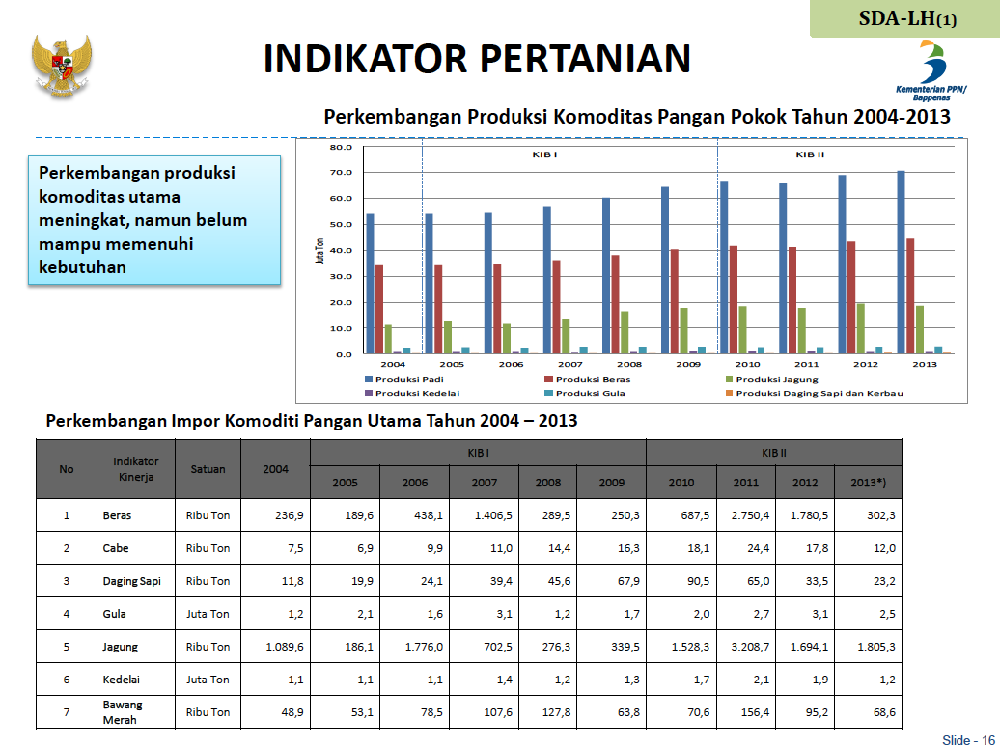 SDA-LH(1)
INDIKATOR PERTANIAN
Kementerian PPN/
Bappenas
Perkembangan Produksi Komoditas Pangan Pokok Tahun 2004-2013
Perkembangan produksi
komoditas utama
meningkat, namun belum
mampu memenuhi
kebutuhan
KIB I KIB II
80.0
70.0
60.0
50.0
40.0
30.0
20.0
10.0
0.0
Juta Ton
2004 2005 2006 2007 2008 2009 2010 2011 2012 2013
Produksi Padi Produksi Beras Produksi Jagung
Produksi Kedelai Produksi Gula Produksi Daging Sapi dan Kerbau
Perkembangan Impor Komoditi Pangan Utama Tahun 2004 – 2013
No Indikator Kinerja Satuan 2004 KIB I KIB II
2005 2006 2007 2008 2009 2010 2011 2012 2013*)
1 Beras Ribu Ton 236,9 189,6 438,1 1.406,5 289,5 250,3 687,5 2.750,4 1.780,5 302,3
2 Cabe Ribu Ton 7,5 6,9 9,9 11,0 14,4 16,3 18,1 24,4 17,8 12,0
3 Daging Sapi Ribu Ton 11,8 19,9 24,1 39,4 45,6 67,9 90,5 65,0 33,5 23,2
4 Gula Juta Ton 1,2 2,1 1,6 3,1 1,2 1,7 2,0 2,7 3,1 2,5
5 Jagung Ribu Ton 1.089,6 186,1 1.776,0 702,5 276,3 339,5 1.528,3 3.208,7 1.694,1 1.805,3
6 Kedelai Juta Ton 1,1 1,1 1,1 1,4 1,2 1,3 1,7 2,1 1,9 1,2
7 Bawang Merah Ribu Ton 48,9 53,1 78,5 107,6 127,8 63,8 70,6 156,4 95,2 68,6
Slide - 16